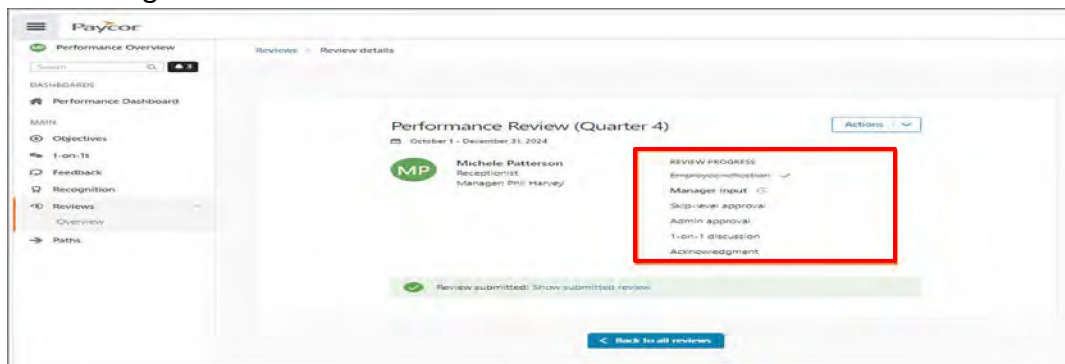 Paycor
MP Performance Overview
Search
3
Reviews > Review details
DASHBOARDS
Performance Dashboard
MAIN
Objectives
1-on-1s
Feedback
Recognition
Reviews
Overview
Paths
Performance Review (Quarter 4)
Actions
October 1 - December 31, 2024
MP
Michele Patterson
Receptionist
Manager: Phil Harvey
REVIEW PROGRESS
Employee reflection
Manager input
Skip-level approval
Admin approval
1-on-1 discussion
Acknowledgment
Review submitted! Show submitted review
< Back to all reviews